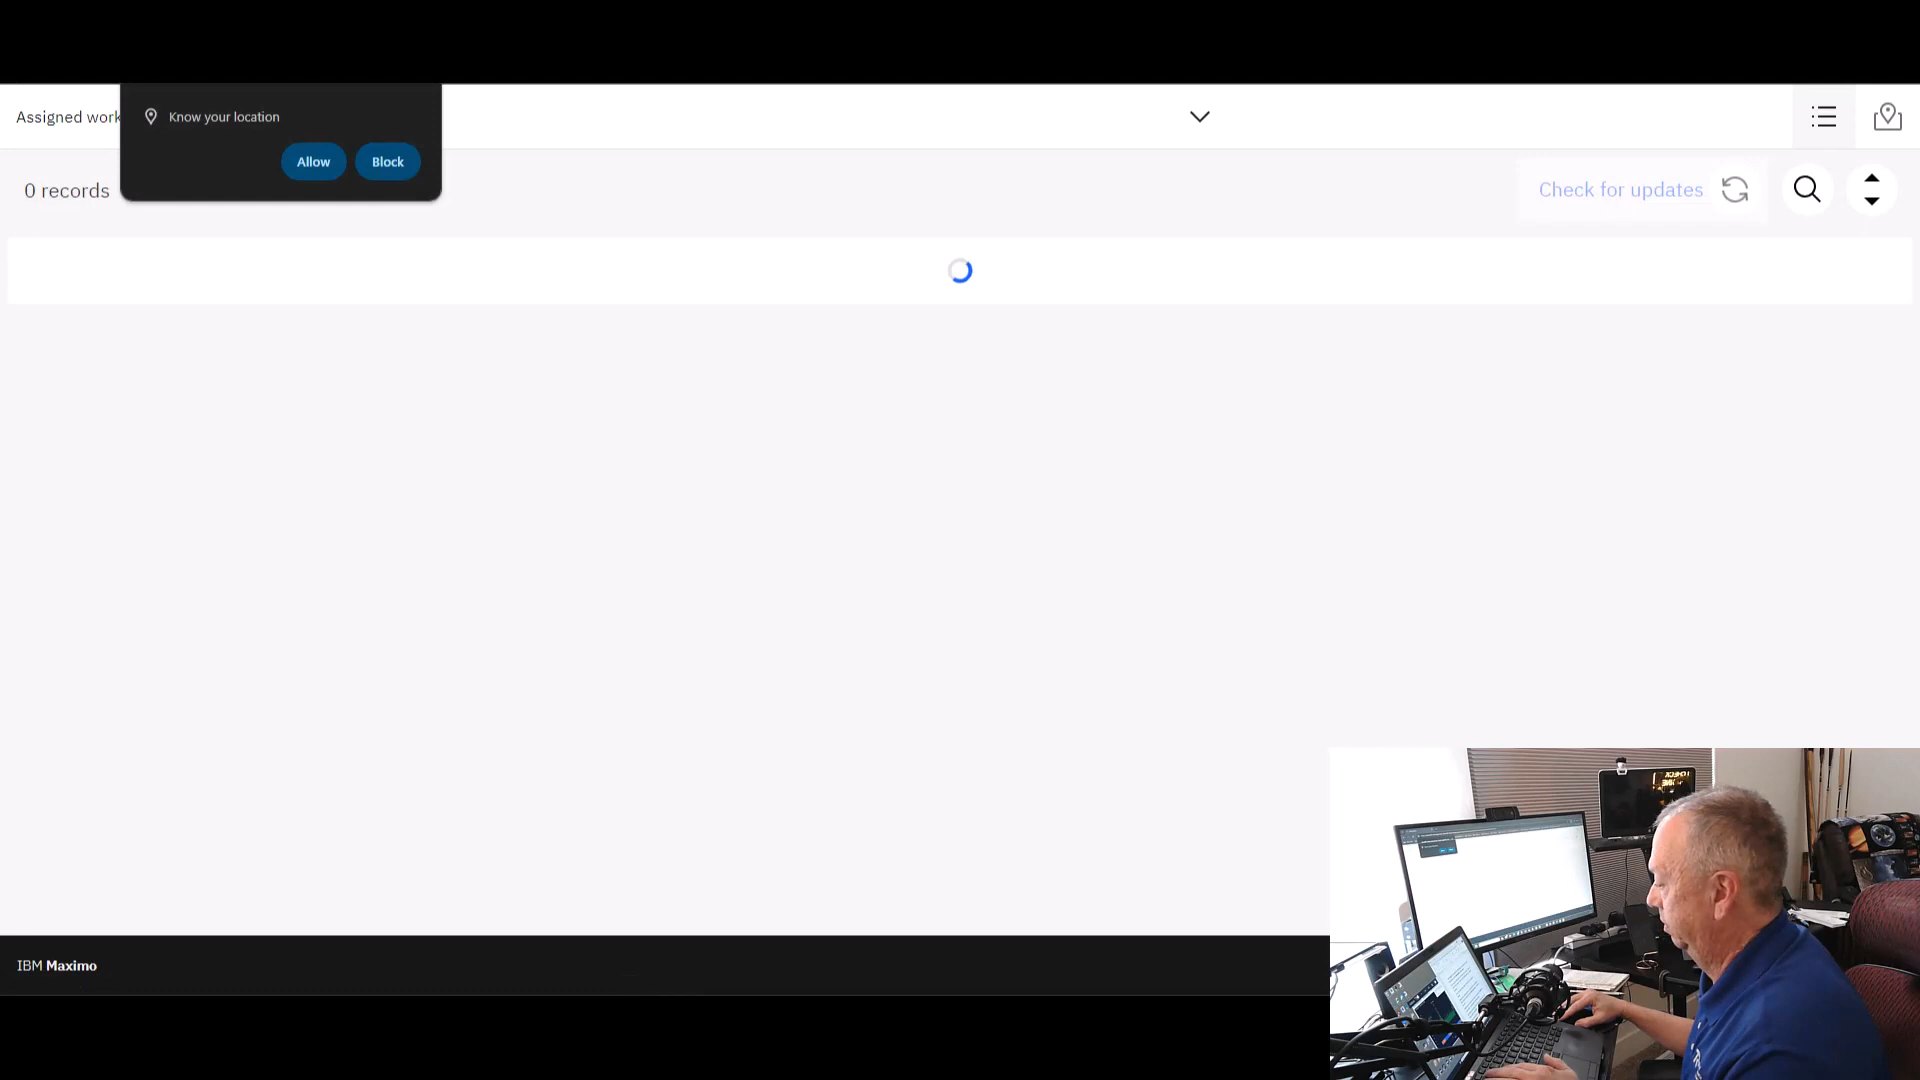 Assigned work
Know your location
Allow
Block
0 records
Check for updates
IBM Maximo